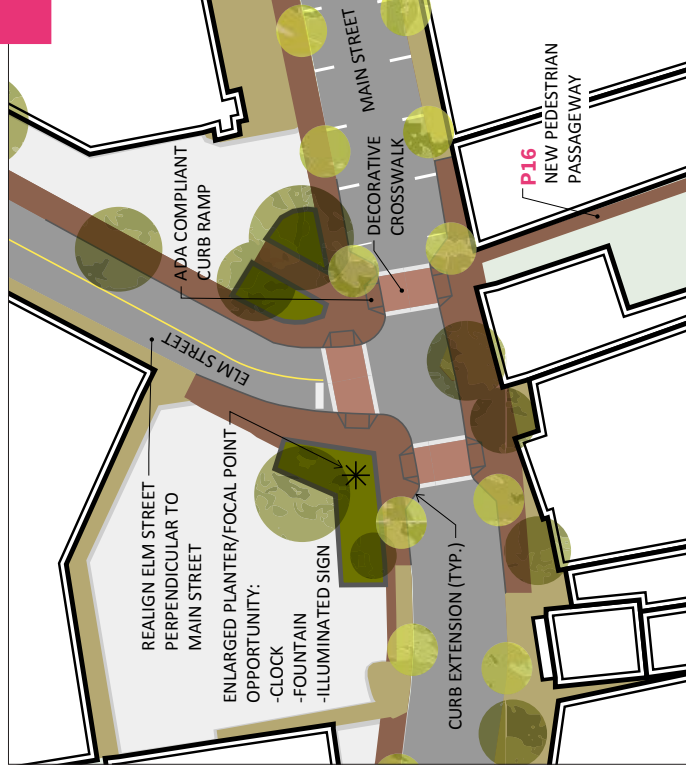 REALIGN ELM STREET
PERPENDICULAR TO
MAIN STREET
ENLARGED PLANTER/FOCAL POINT
OPPORTUNITY:
-CLOCK
-FOUNTAIN
-ILLUMINATED SIGN
CURB EXTENSION (TYP.)
ELM STREET
ADA COMPLIANT
CURB RAMP
MAIN STREET
DECORATIVE
CROSSWALK
P16
NEW PEDESTRIAN
PASSAGEWAY